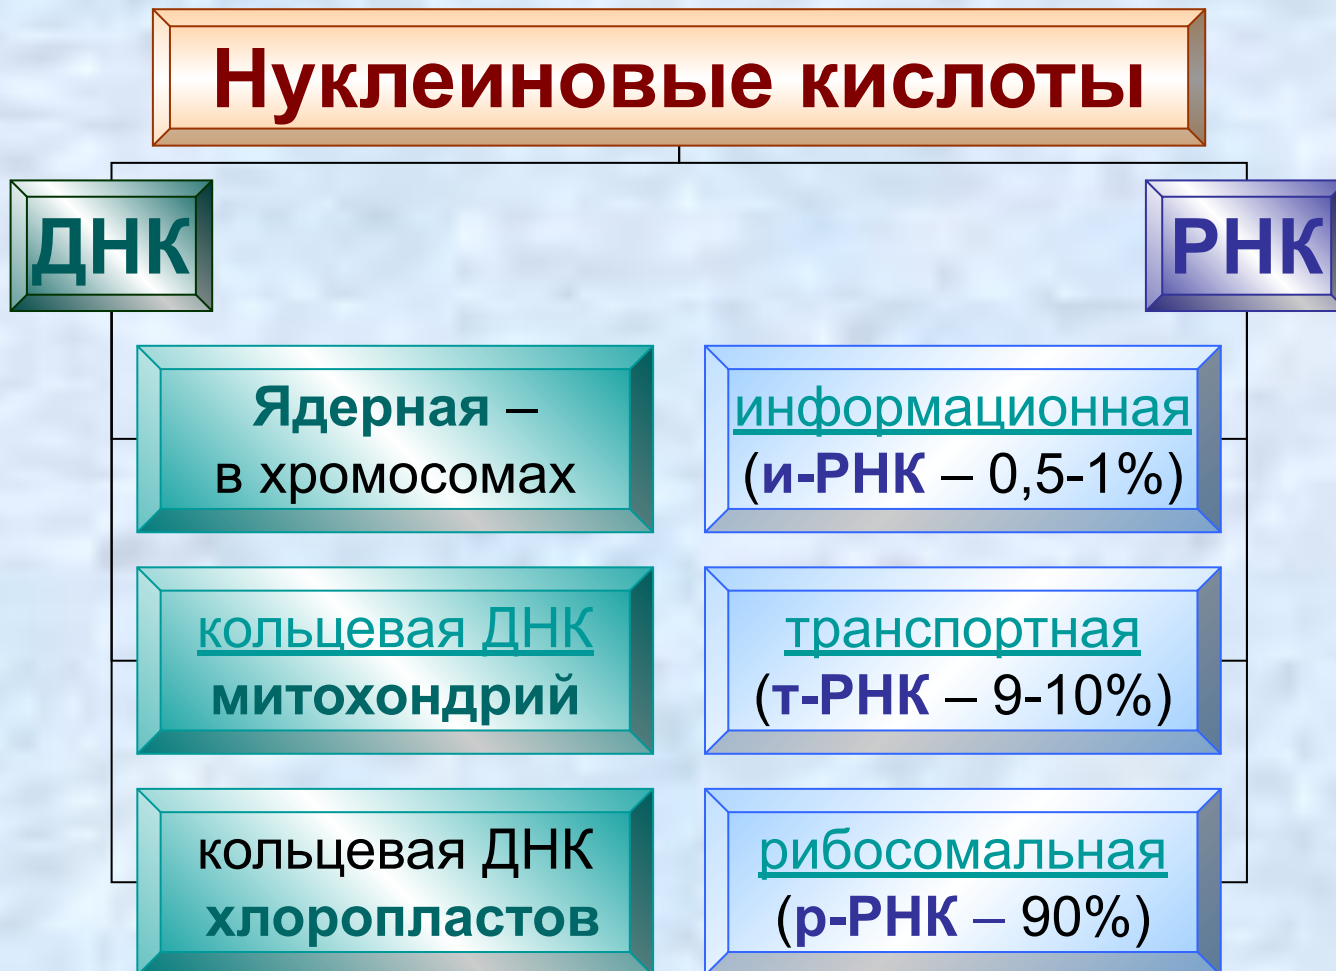 Нуклеиновые кислоты
ДНК
РНК
Ядерная –
в хромосомах
кольцевая ДНК
митохондрий
кольцевая ДНК
хлоропластов
информационная
(и-РНК – 0,5-1%)
транспортная
(т-РНК – 9-10%)
рибосомальная
(р-РНК – 90%)